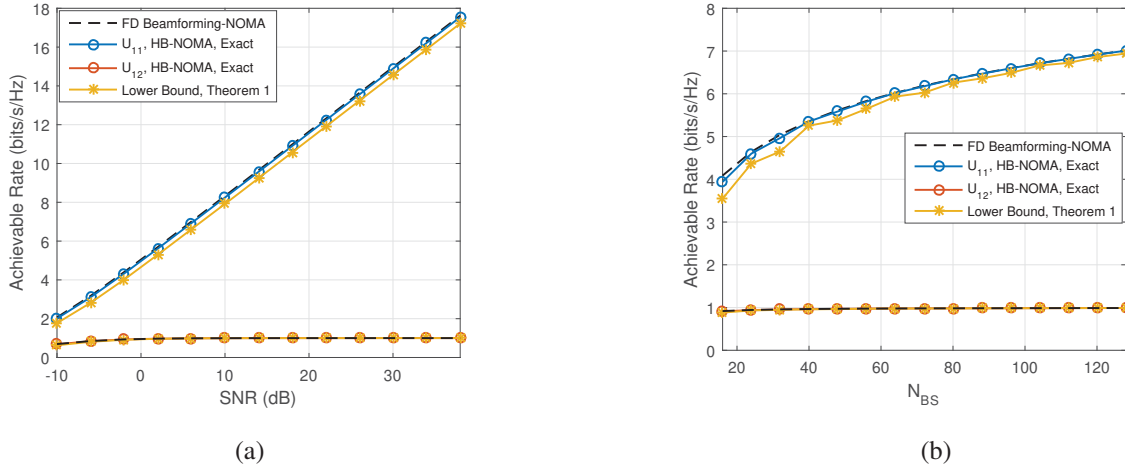 18
16
14
12
10
8
6
4
2
0
Achievable Rate (bits/s/Hz)
FD Beamforming-NOMA
U11, HB-NOMA, Exact
U12, HB-NOMA, Exact
Lower Bound, Theorem 1
-10 0 10 20 30
SNR (dB)
(a)
8
7
6
5
4
3
2
1
0
Achievable Rate (bits/s/Hz)
FD Beamforming-NOMA
U11, HB-NOMA, Exact
U12, HB-NOMA, Exact
Lower Bound, Theorem 1
20 40 60 80 100 120
NBS
(b)